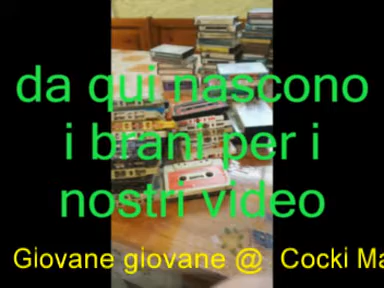 da qui nascono
i brani per i
nostri video
Giovane giovane @ Cocki Ma